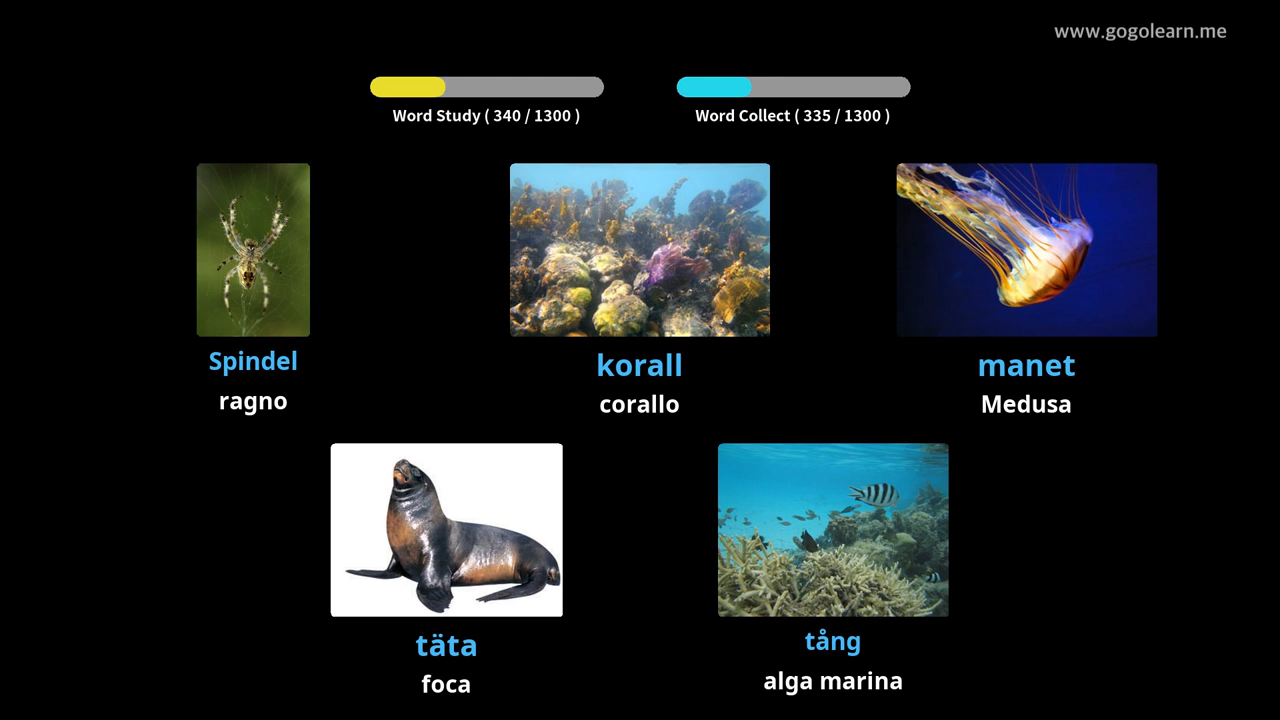 www.gogolearn.me
Word Study ( 340 / 1300 )
Word Collect ( 335 / 1300 )
Spindel
ragno
korall
corallo
manet
Medusa
täta
foca
tång
alga marina